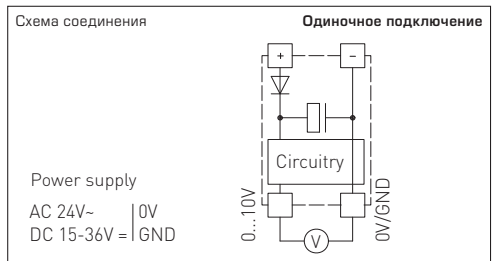 Схема соединения
Одиночное подключение
+ −
Circuitry
Power supply
AC 24V~ | 0V
DC 15-36V = | GND
0...10V
0V/GND
V